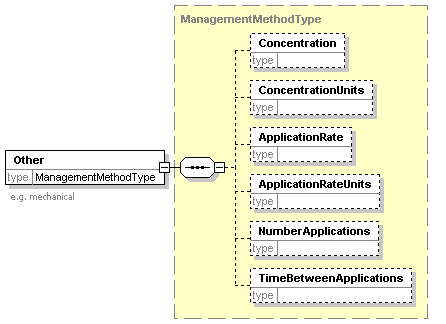 ManagementMethodType
Concentration
type
ConcentrationUnits
type
ApplicationRate
type
Other
type ManagementMethodType
e.g. mechanical
ApplicationRateUnits
type
NumberApplications
type
TimeBetweenApplications
type